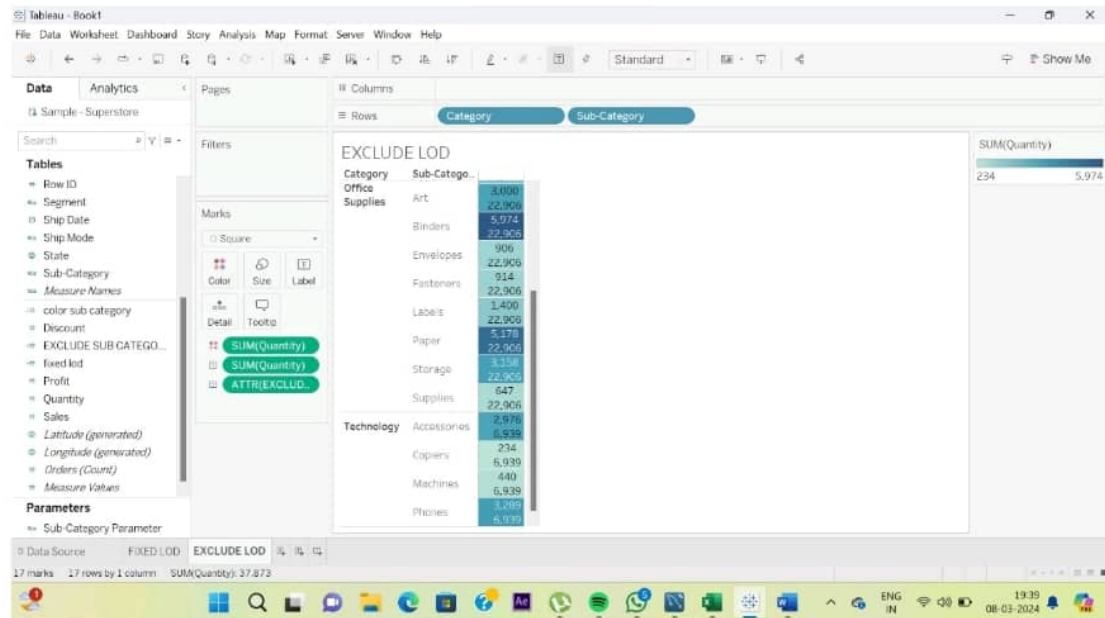 Tableau - Book1
File Data Worksheet Dashboard Story Analysis Map Format Server Window Help
Standard
Show Me
Data Analytics
Pages
Columns
Sample - Superstore
Rows Category Sub-Category
Search
Filters
EXCLUDE LOD
SUM(Quantity)
234 5,974
Tables
Category Sub-Catego..
Row ID
Segment
Ship Date
Ship Mode
State
Sub-Category
Measure Names
color sub category
Discount
EXCLUDE SUB CATEGO...
fixed lod
Profit
Quantity
Sales
Latitude (generated)
Longitude (generated)
Orders (Count)
Measure Values
Parameters
Sub-Category Parameter
Marks
Square
Color Size Label
Detail Tooltip
SUM(Quantity)
SUM(Quantity)
ATTR(EXCLUD..
Office
Supplies
Art 3,000
22,906
Binders 5,974
22,906
Envelopes 906
22,906
Fasteners 914
22,906
Labels 1,400
22,906
Paper 5,178
22,906
Storage 3,158
22,906
Supplies 647
22,906
Technology Accessories 2,976
6,939
Copiers 234
6,939
Machines 440
6,939
Phones 3,289
6,939
Data Source FIXED LOD EXCLUDE LOD
17 marks 17 rows by 1 column SUM(Quantity): 37,873
ENG
IN
19:39
08-03-2024